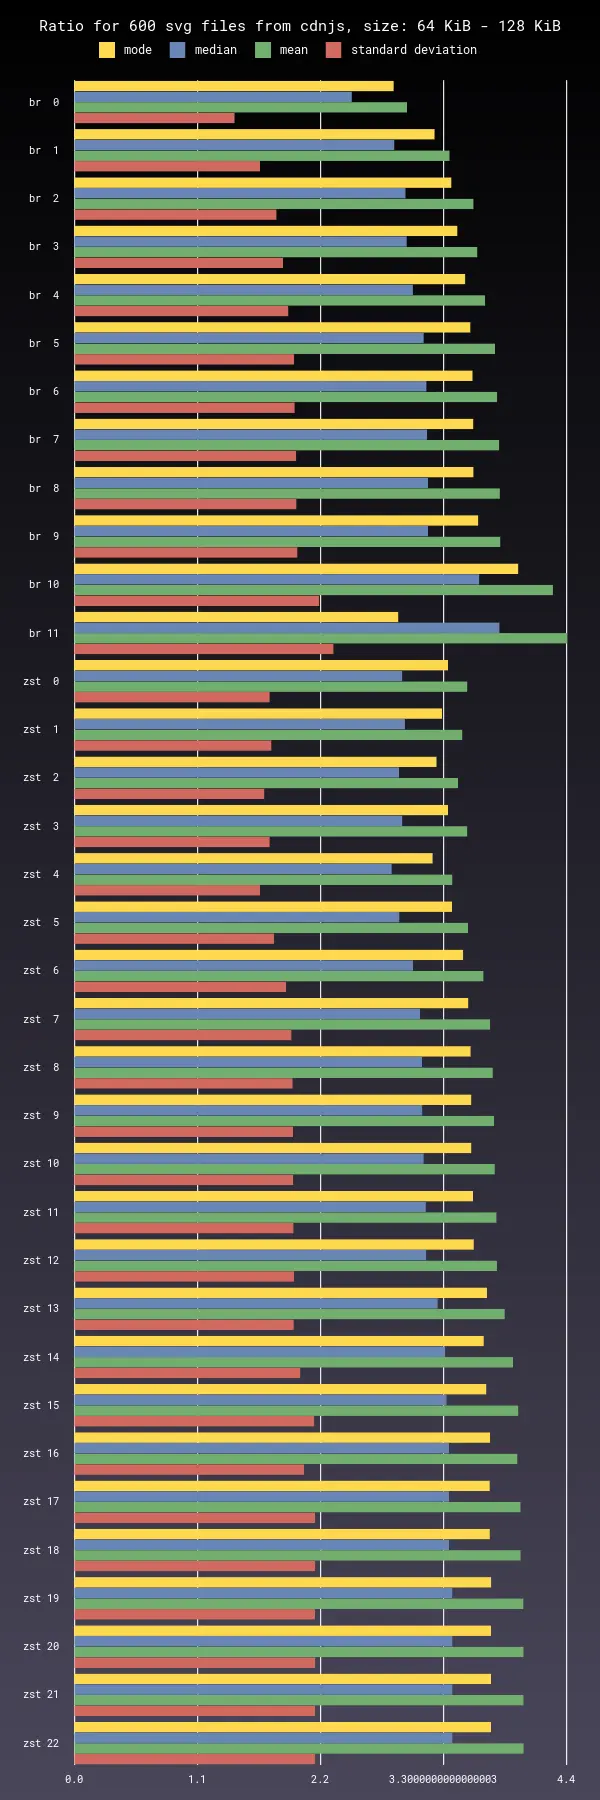 Ratio for 600 svg files from cdnjs, size: 64 KiB - 128 KiB
mode median mean standard deviation
br 0
br 1
br 2
br 3
br 4
br 5
br 6
br 7
br 8
br 9
br 10
br 11
zst 0
zst 1
zst 2
zst 3
zst 4
zst 5
zst 6
zst 7
zst 8
zst 9
zst 10
zst 11
zst 12
zst 13
zst 14
zst 15
zst 16
zst 17
zst 18
zst 19
zst 20
zst 21
zst 22
0.0 1.1 2.2 3.3000000000000003 4.4